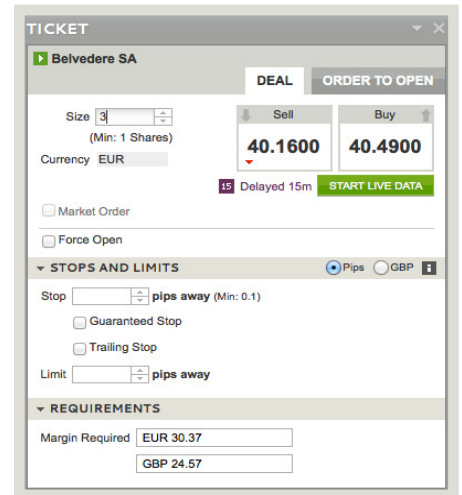 TICKET
Belvedere SA
DEAL ORDER TO OPEN
Size 3
(Min: 1 Shares)
Currency EUR
Sell Buy
40.1600 40.4900
15 Delayed 15m START LIVE DATA
Market Order
Force Open
STOPS AND LIMITS Pips GBP i
Stop pips away (Min: 0.1)
Guaranteed Stop
Trailing Stop
Limit pips away
REQUIREMENTS
Margin Required EUR 30.37
GBP 24.57